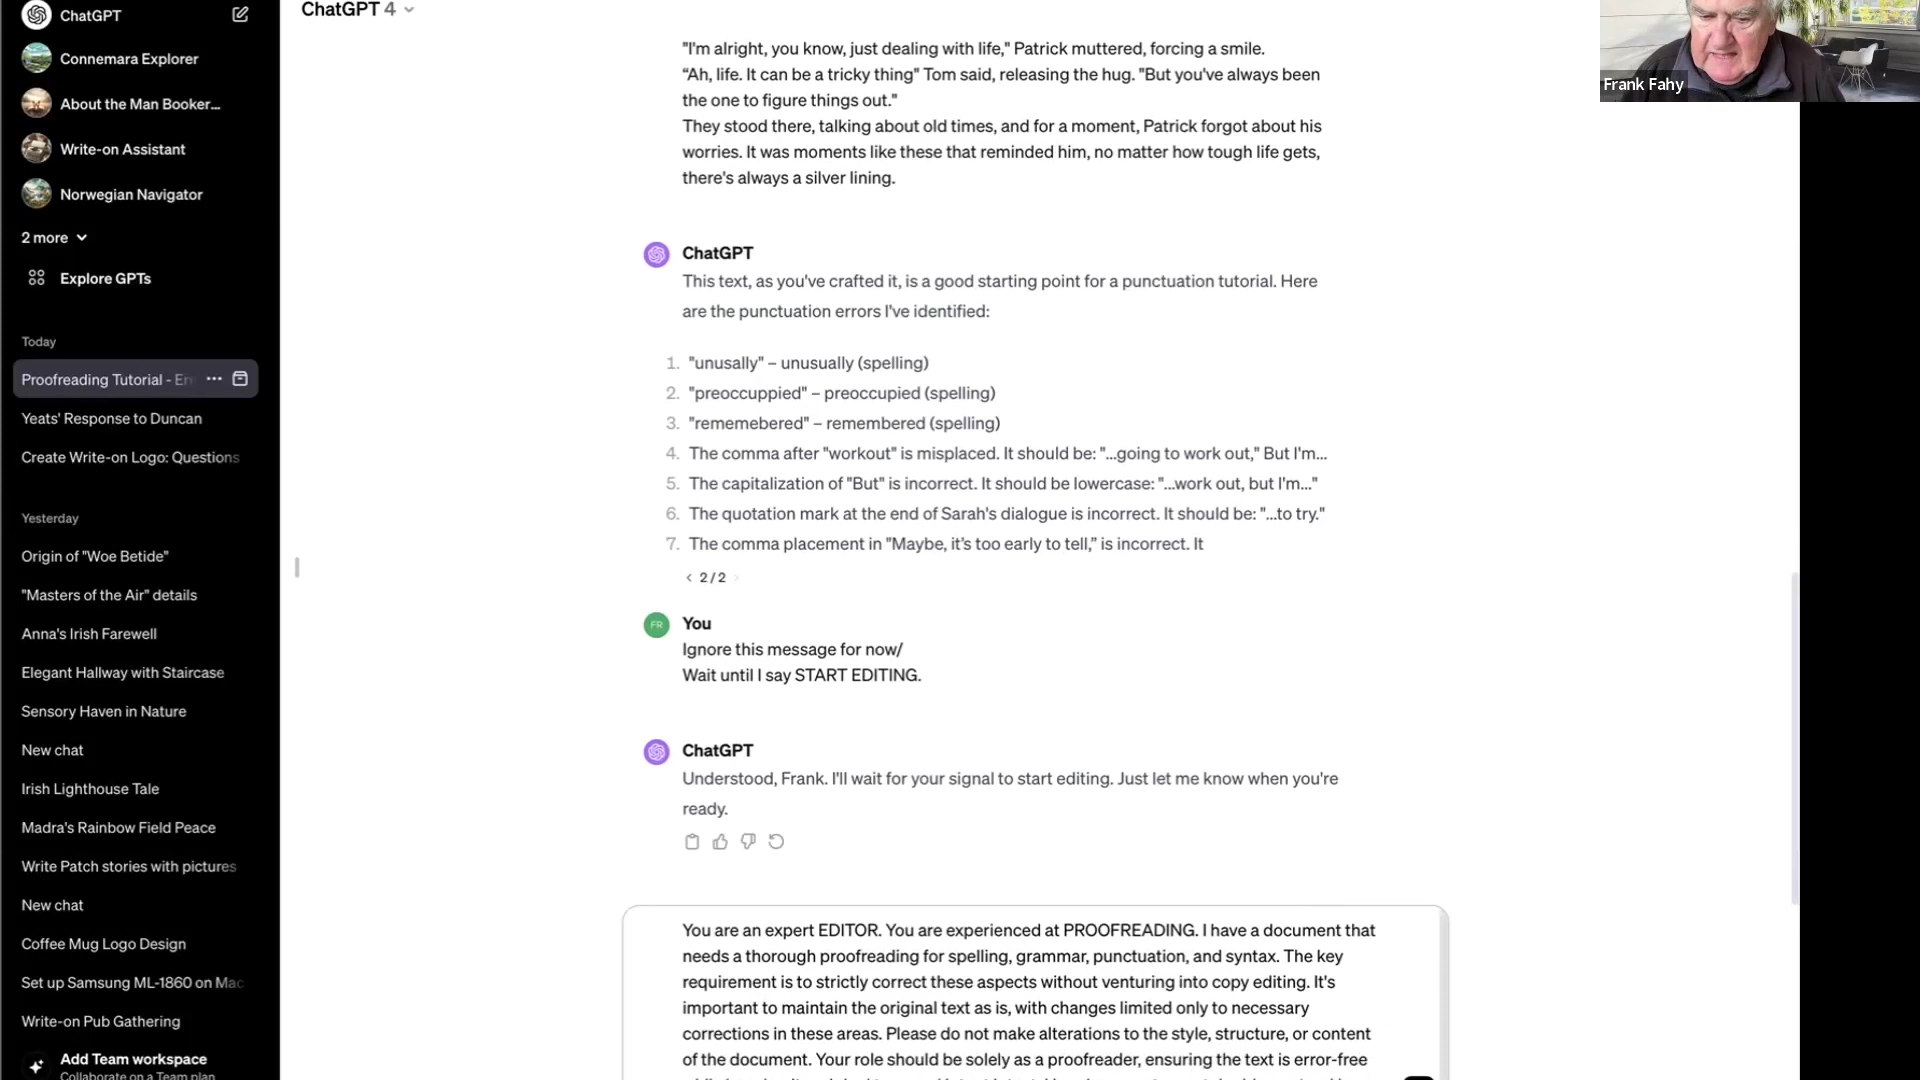 ChatGPT
Connemara Explorer
About the Man Booker...
Write-on Assistant
Norwegian Navigator
2 more
Explore GPTs
Today
Proofreading Tutorial - Er
Yeats' Response to Duncan
Create Write-on Logo: Questions
Yesterday
Origin of "Woe Betide"
"Masters of the Air" details
Anna's Irish Farewell
Elegant Hallway with Staircase
Sensory Haven in Nature
New chat
Irish Lighthouse Tale
Madra's Rainbow Field Peace
Write Patch stories with pictures
New chat
Coffee Mug Logo Design
Set up Samsung ML-1860 on Mac
Write-on Pub Gathering
Add Team workspace
Collaborate on a Team plan
ChatGPT 4
"I'm alright, you know, just dealing with life," Patrick muttered, forcing a smile.
“Ah, life. It can be a tricky thing" Tom said, releasing the hug. "But you've always been
the one to figure things out."
They stood there, talking about old times, and for a moment, Patrick forgot about his
worries. It was moments like these that reminded him, no matter how tough life gets,
there's always a silver lining.
ChatGPT
This text, as you've crafted it, is a good starting point for a punctuation tutorial. Here
are the punctuation errors I've identified:
1. "unusally" – unusually (spelling)
2. "preoccuppied" – preoccupied (spelling)
3. "rememebered" – remembered (spelling)
4. The comma after "workout" is misplaced. It should be: "...going to work out," But I'm...
5. The capitalization of "But" is incorrect. It should be lowercase: "...work out, but I'm..."
6. The quotation mark at the end of Sarah's dialogue is incorrect. It should be: "...to try."
7. The comma placement in "Maybe, it’s too early to tell,” is incorrect. It
2 / 2
FR
You
Ignore this message for now/
Wait until I say START EDITING.
ChatGPT
Understood, Frank. I'll wait for your signal to start editing. Just let me know when you're
ready.
You are an expert EDITOR. You are experienced at PROOFREADING. I have a document that
needs a thorough proofreading for spelling, grammar, punctuation, and syntax. The key
requirement is to strictly correct these aspects without venturing into copy editing. It's
important to maintain the original text as is, with changes limited only to necessary
corrections in these areas. Please do not make alterations to the style, structure, or content
of the document. Your role should be solely as a proofreader, ensuring the text is error-free
Frank Fahy